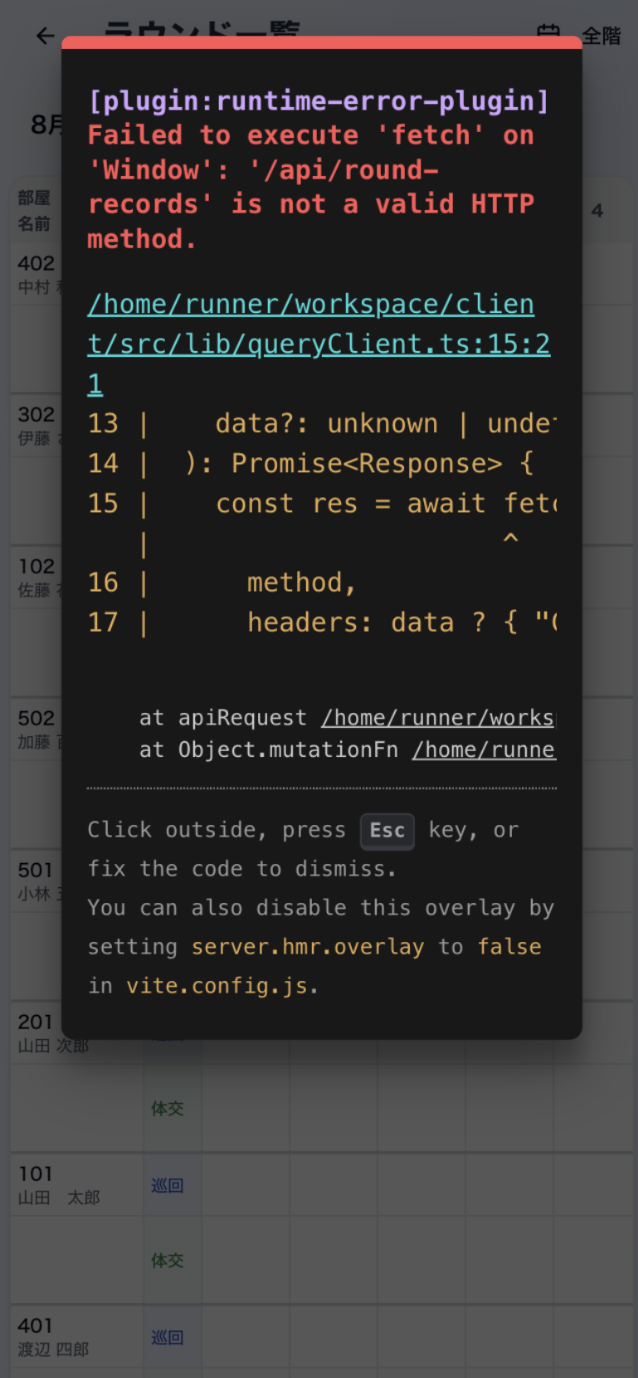 ← ラウンド一覧 全階
8月
[plugin:runtime-error-plugin]
Failed to execute 'fetch' on
'Window': '/api/round-
records' is not a valid HTTP
method.
/home/runner/workspace/clien
t/src/lib/queryClient.ts:15:2
1
13 | data?: unknown | unde
14 | ): Promise<Response> {
15 | const res = await fetc
| ^
16 | method,
17 | headers: data ? { "C
at apiRequest /home/runner/works
at Object.mutationFn /home/runne
Click outside, press Esc key, or
fix the code to dismiss.
You can also disable this overlay by
setting server.hmr.overlay to false
in vite.config.js.
部屋
名前
4
402
中村
302
伊藤
102
佐藤
502
加藤
501
小林
201
山田 次郎
体交
101
巡回
山田 太郎
体交
401
巡回
渡辺 四郎